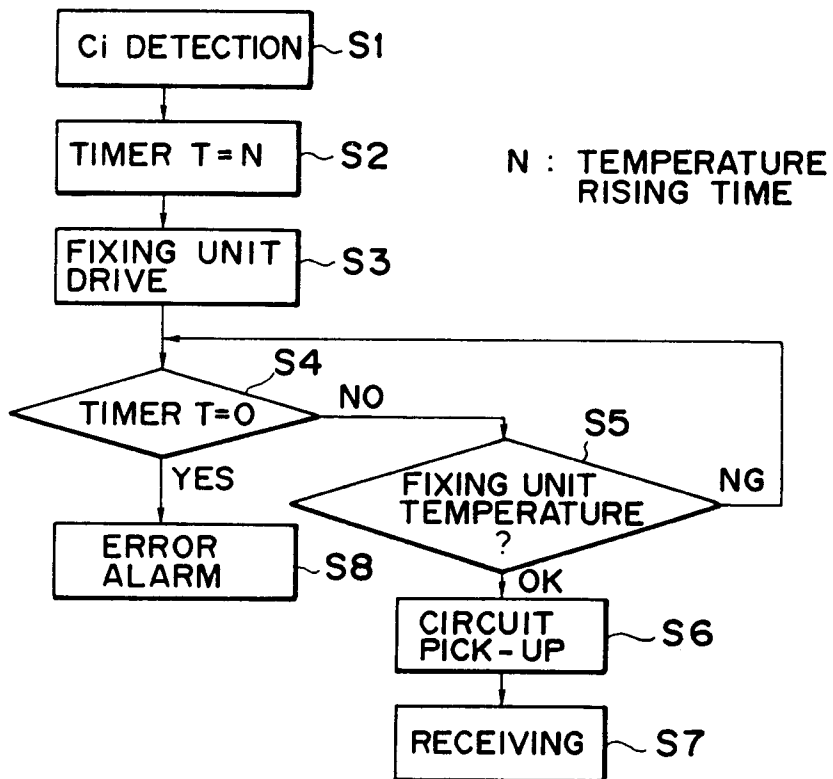 Ci DETECTION
S1
TIMER T=N
S2
N : TEMPERATURE
RISING TIME
FIXING UNIT
DRIVE
S3
S4
TIMER T=0
NO
YES
S5
FIXING UNIT
TEMPERATURE
?
NG
OK
ERROR
ALARM
S8
CIRCUIT
PICK-UP
S6
RECEIVING
S7